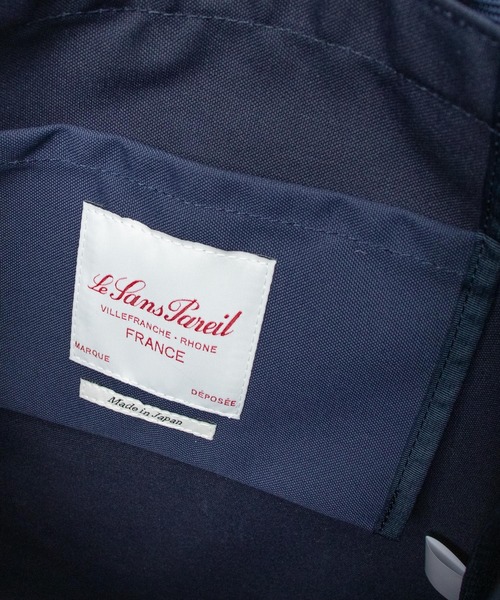 Le Sans Pareil
VILLEFRANCHE · RHONE
FRANCE
MARQUE DÉPOSÉE
Made in Japan